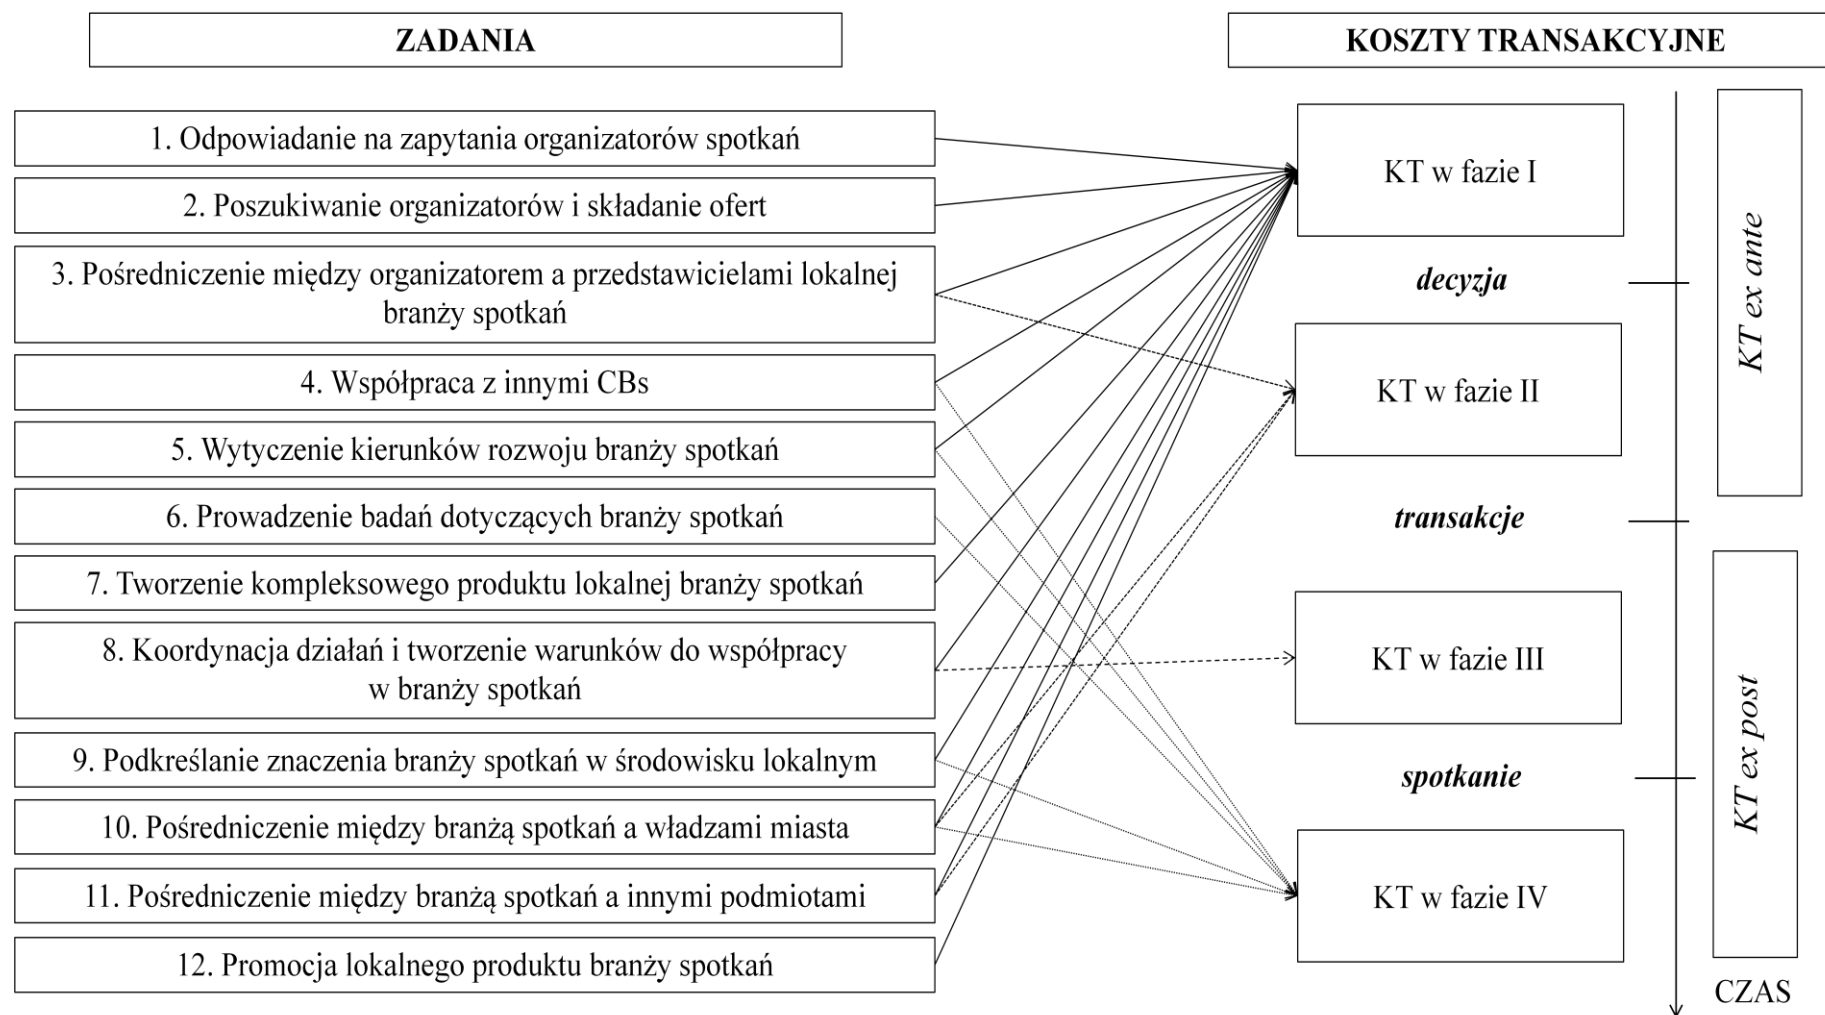 ZADANIA
KOSZTY TRANSAKCYJNE
1. Odpowiadanie na zapytania organizatorów spotkań
2. Poszukiwanie organizatorów i składanie ofert
3. Pośredniczenie między organizatorem a przedstawicielami lokalnej
branży spotkań
4. Współpraca z innymi CBs
5. Wytyczenie kierunków rozwoju branży spotkań
6. Prowadzenie badań dotyczących branży spotkań
7. Tworzenie kompleksowego produktu lokalnej branży spotkań
8. Koordynacja działań i tworzenie warunków do współpracy
w branży spotkań
9. Podkreślanie znaczenia branży spotkań w środowisku lokalnym
10. Pośredniczenie między branżą spotkań a władzami miasta
11. Pośredniczenie między branżą spotkań a innymi podmiotami
12. Promocja lokalnego produktu branży spotkań
KT w fazie I
decyzja
KT w fazie II
transakcje
KT w fazie III
spotkanie
KT w fazie IV
KT ex ante
KT ex post
CZAS